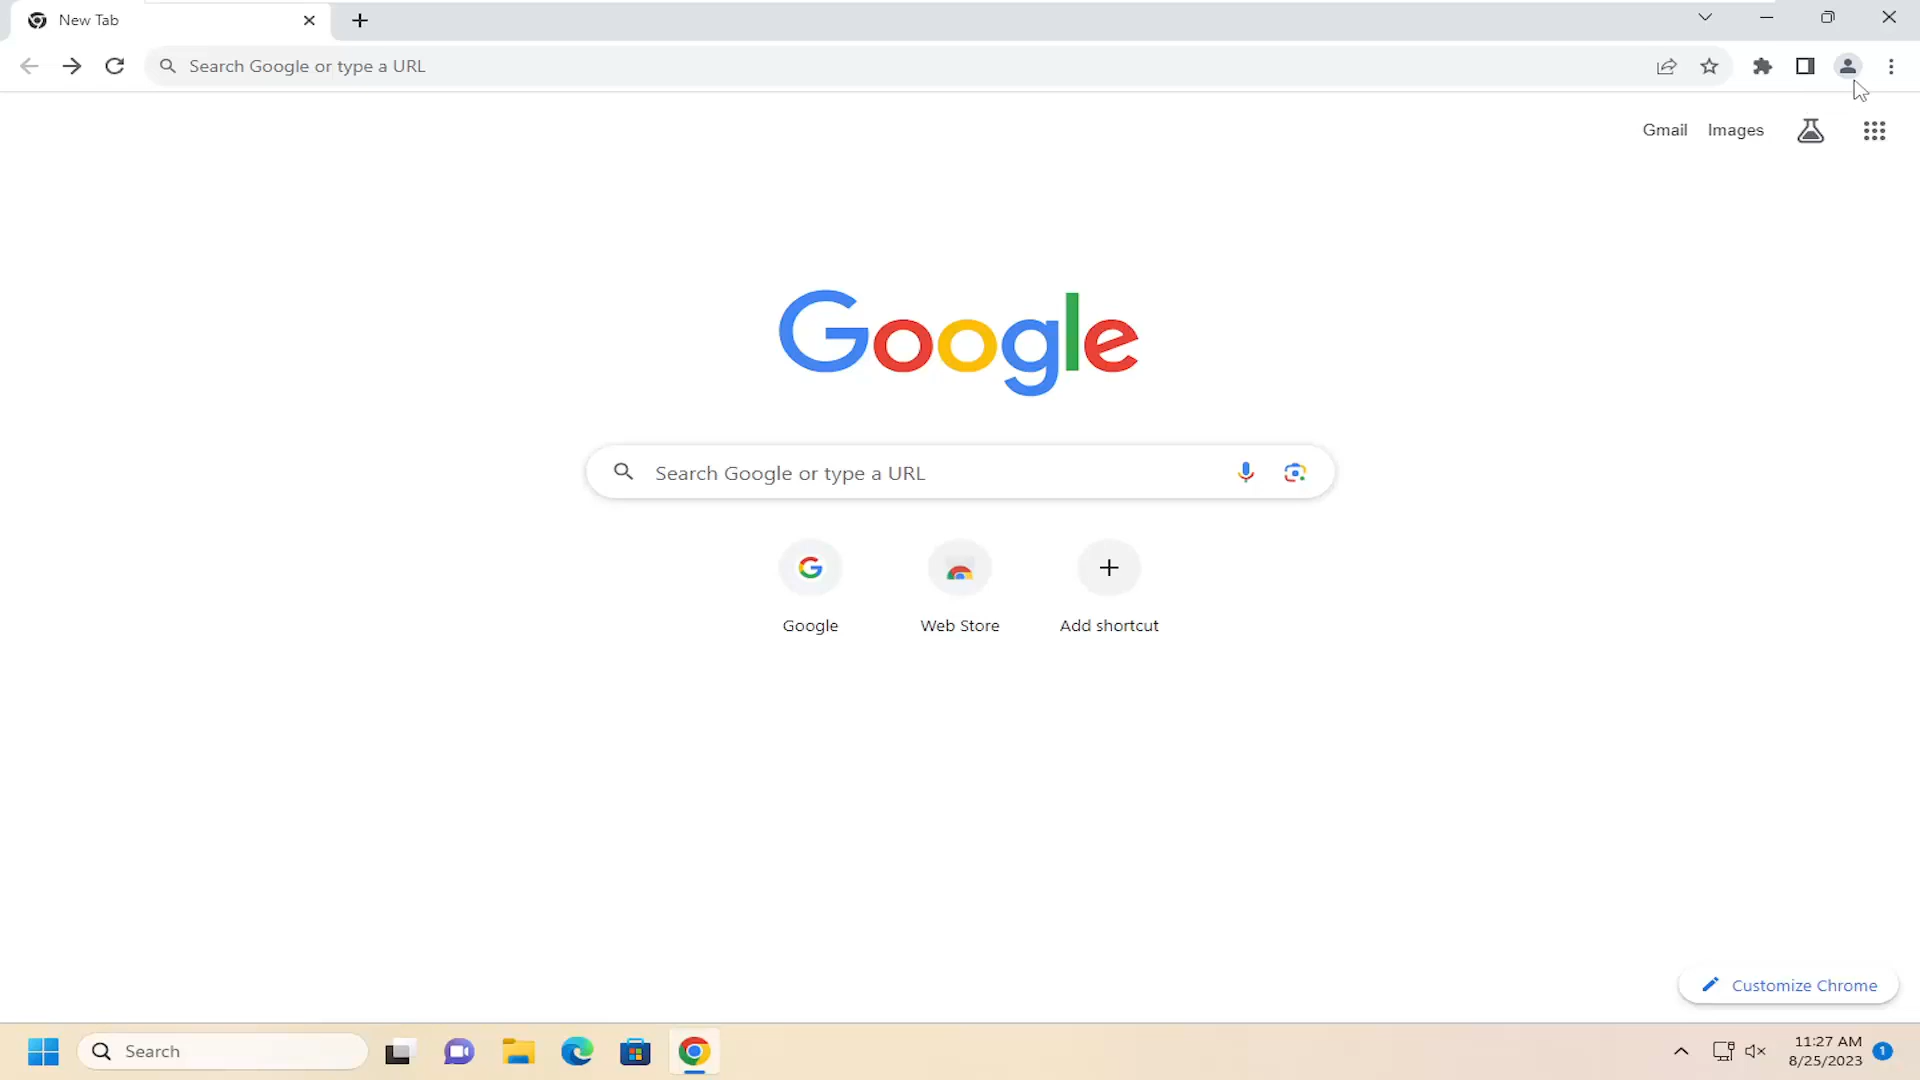 New Tab
Search Google or type a URL
Gmail Images
Google
Search Google or type a URL
Google Web Store Add shortcut
Customize Chrome
Search
11:27 AM
8/25/2023
1